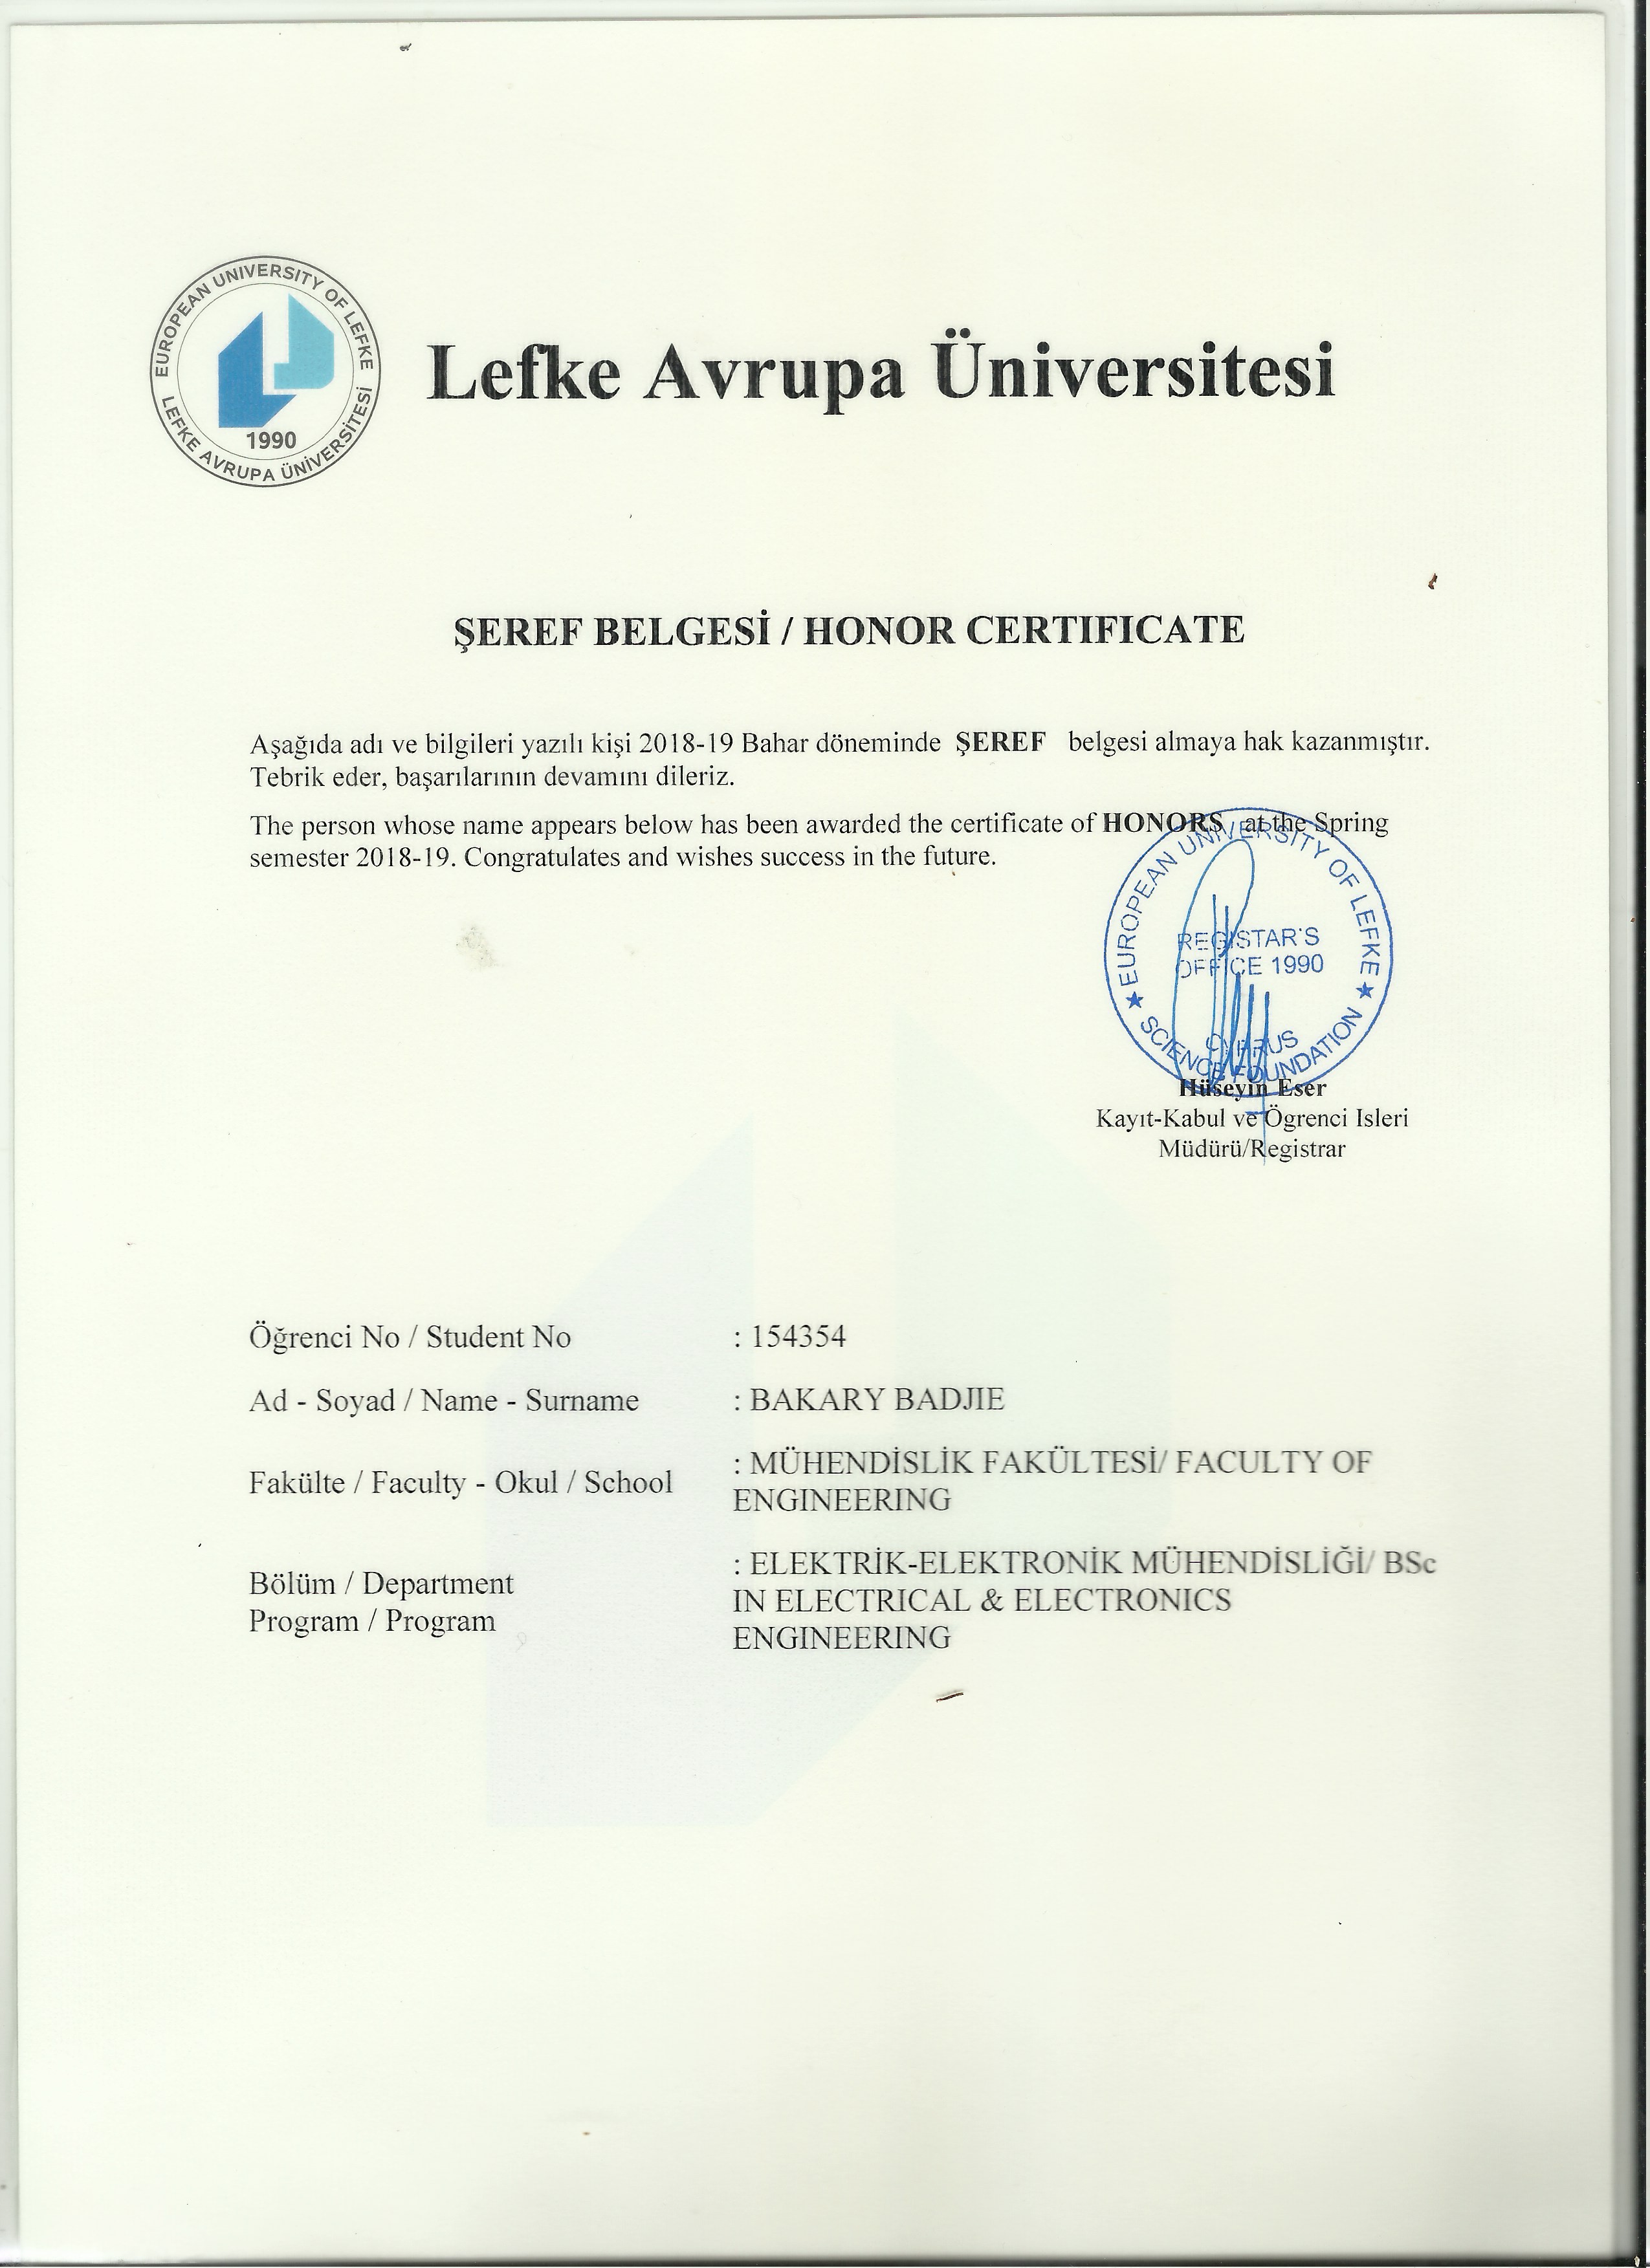 EUROPEAN UNIVERSITY OF LEFKE
LEFKE AVRUPA ÜNİVERSİTESİ
1990
Lefke Avrupa Üniversitesi
ŞEREF BELGESİ / HONOR CERTIFICATE
Aşağıda adı ve bilgileri yazılı kişi 2018-19 Bahar döneminde ŞEREF belgesi almaya hak kazanmıştır.
Tebrik eder, başarılarının devamını dileriz.
The person whose name appears below has been awarded the certificate of HONORS at the Spring
semester 2018-19. Congratulates and wishes success in the future.
EUROPEAN UNIVERSITY OF LEFKE
REGISTAR'S
OFFICE 1990
CYPRUS
SCIENCE FOUNDATION
Hüseyin Eser
Kayıt-Kabul ve Ögrenci Isleri
Müdürü/Registrar
Öğrenci No / Student No : 154354
Ad - Soyad / Name - Surname : BAKARY BADJIE
Fakülte / Faculty - Okul / School : MÜHENDİSLİK FAKÜLTESİ/ FACULTY OF
ENGINEERING
Bölüm / Department : ELEKTRİK-ELEKTRONİK MÜHENDİSLİĞİ/ BSc
Program / Program IN ELECTRICAL & ELECTRONICS
ENGINEERING